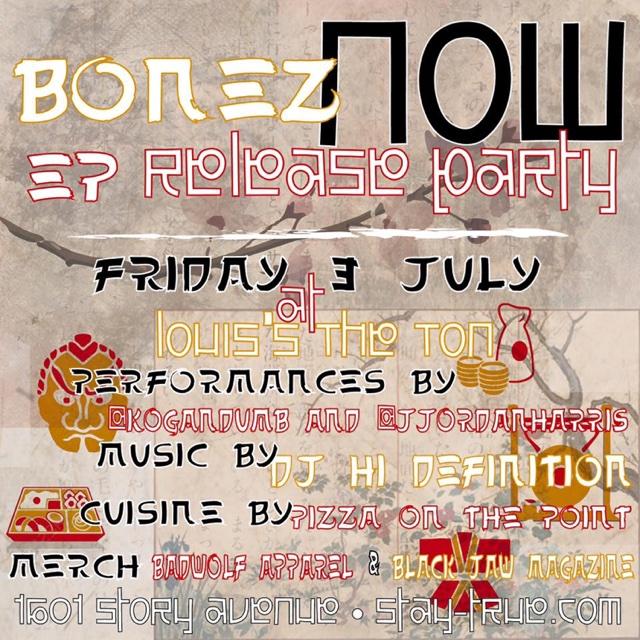 BONEZ NOW
EP Release party
FRIDAY 3 JULY
at
Louis's the ton
PERFORMANCES BY
@KOGANDUMB AND @JJORDANHARRIS
MUSIC BY DJ HI DEFINITION
CUISINE BY PIZZA ON THE POINT
MERCH BADWOLF APPAREL & BLACK JAW MAGAZINE
1601 story avenue • stay-true.com